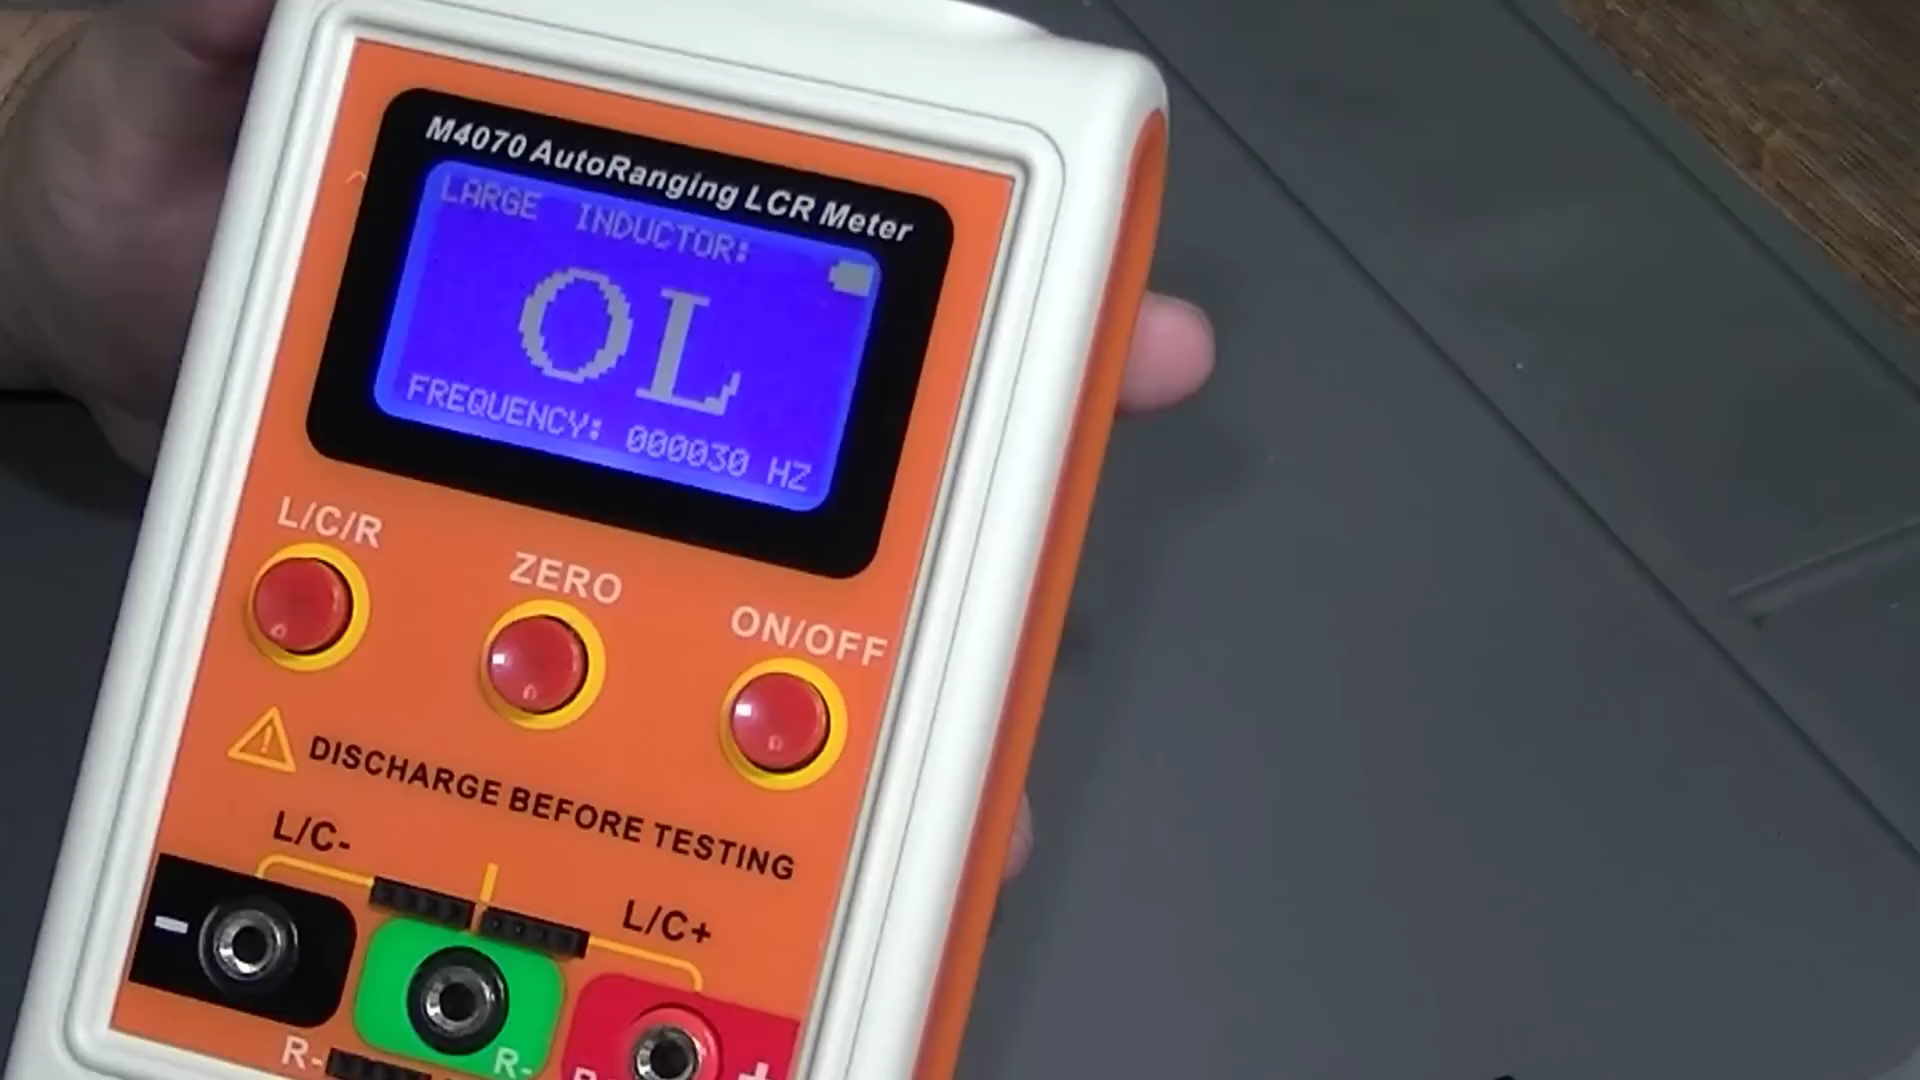 M4070 AutoRanging LCR Meter
LARGE INDUCTOR:
OL
FREQUENCY: 000030 HZ
L/C/R
ZERO
ON/OFF
DISCHARGE BEFORE TESTING
L/C-
L/C+
-
R-
R-
+